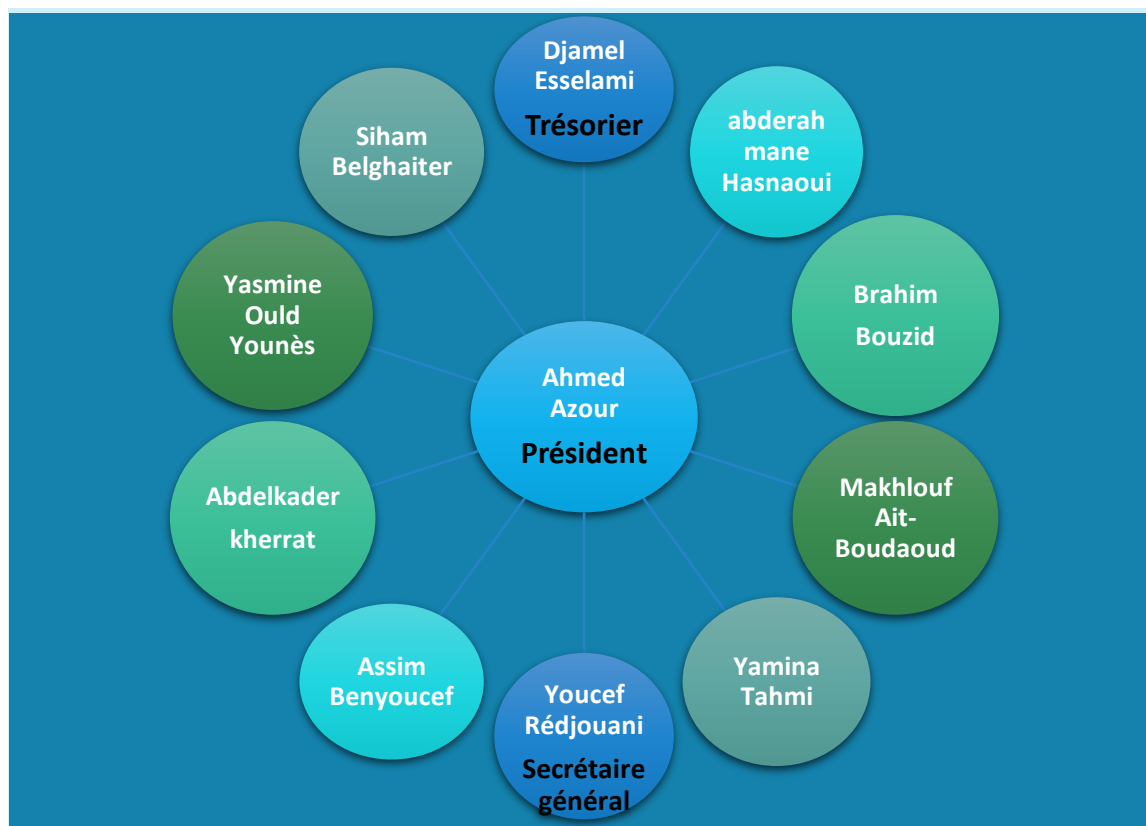 Djamel
Esselami
Trésorier
abderah
mane
Hasnaoui
Brahim
Bouzid
Makhlouf
Ait-
Boudaoud
Yamina
Tahmi
Youcef
Rédjouani
Secrétaire
général
Assim
Benyoucef
Abdelkader
kherrat
Yasmine
Ould
Younès
Siham
Belghaiter
Ahmed
Azour
Président